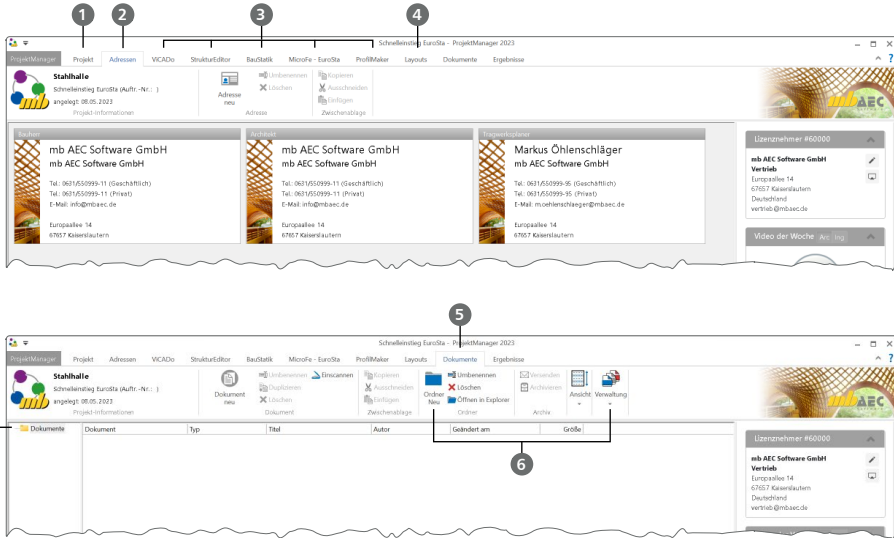 1 2 3 4
Schnelleinstieg EuroSta - ProjektManager 2023
ProjektManager Projekt Adressen ViCADo StrukturEditor BauStatik MicroFe - EuroSta ProfilMaker Layouts Dokumente Ergebnisse
Stahlhalle
Schnelleinstieg EuroSta (Auftr.-Nr.: )
angelegt: 08.05.2023
Projekt-Informationen
Adresse
neu
Umbenennen
Löschen
Adresse
Kopieren
Ausschneiden
Einfügen
Zwischenablage
mb AEC
Bauherr
mb AEC Software GmbH
mb AEC Software GmbH
Tel.: 0631/550999-11 (Geschäftlich)
Tel.: 0631/550999-11 (Privat)
E-Mail: info@mbaec.de
Europaallee 14
67657 Kaiserslautern
Architekt
mb AEC Software GmbH
mb AEC Software GmbH
Tel.: 0631/550999-11 (Geschäftlich)
Tel.: 0631/550999-11 (Privat)
E-Mail: info@mbaec.de
Europaallee 14
67657 Kaiserslautern
Tragwerksplaner
Markus Öhlenschläger
mb AEC Software GmbH
Tel.: 0631/550999-95 (Geschäftlich)
Tel.: 0631/550999-95 (Privat)
E-Mail: m.oehlenschlaeger@mbaec.de
Europaallee 14
67657 Kaiserslautern
Lizenznehmer #60000
mb AEC Software GmbH
Vertrieb
Europaallee 14
67657 Kaiserslautern
Deutschland
vertrieb@mbaec.de
Video der Woche Arc Ing
5
Schnelleinstieg EuroSta - ProjektManager 2023
ProjektManager Projekt Adressen ViCADo StrukturEditor BauStatik MicroFe - EuroSta ProfilMaker Layouts Dokumente Ergebnisse
Stahlhalle
Schnelleinstieg EuroSta (Auftr.-Nr.: )
angelegt: 08.05.2023
Projekt-Informationen
Dokument
neu
Umbenennen Einscannen
Duplizieren
Löschen
Dokument
Kopieren
Ausschneiden
Einfügen
Zwischenablage
Ordner
Neu
Umbenennen
Löschen
Öffnen in Explorer
Ordner
Versenden
Archivieren
Archiv
Ansicht Verwaltung
mb AEC
Dokumente
Dokument Typ Titel Autor Geändert am Größe
6
Lizenznehmer #60000
mb AEC Software GmbH
Vertrieb
Europaallee 14
67657 Kaiserslautern
Deutschland
vertrieb@mbaec.de